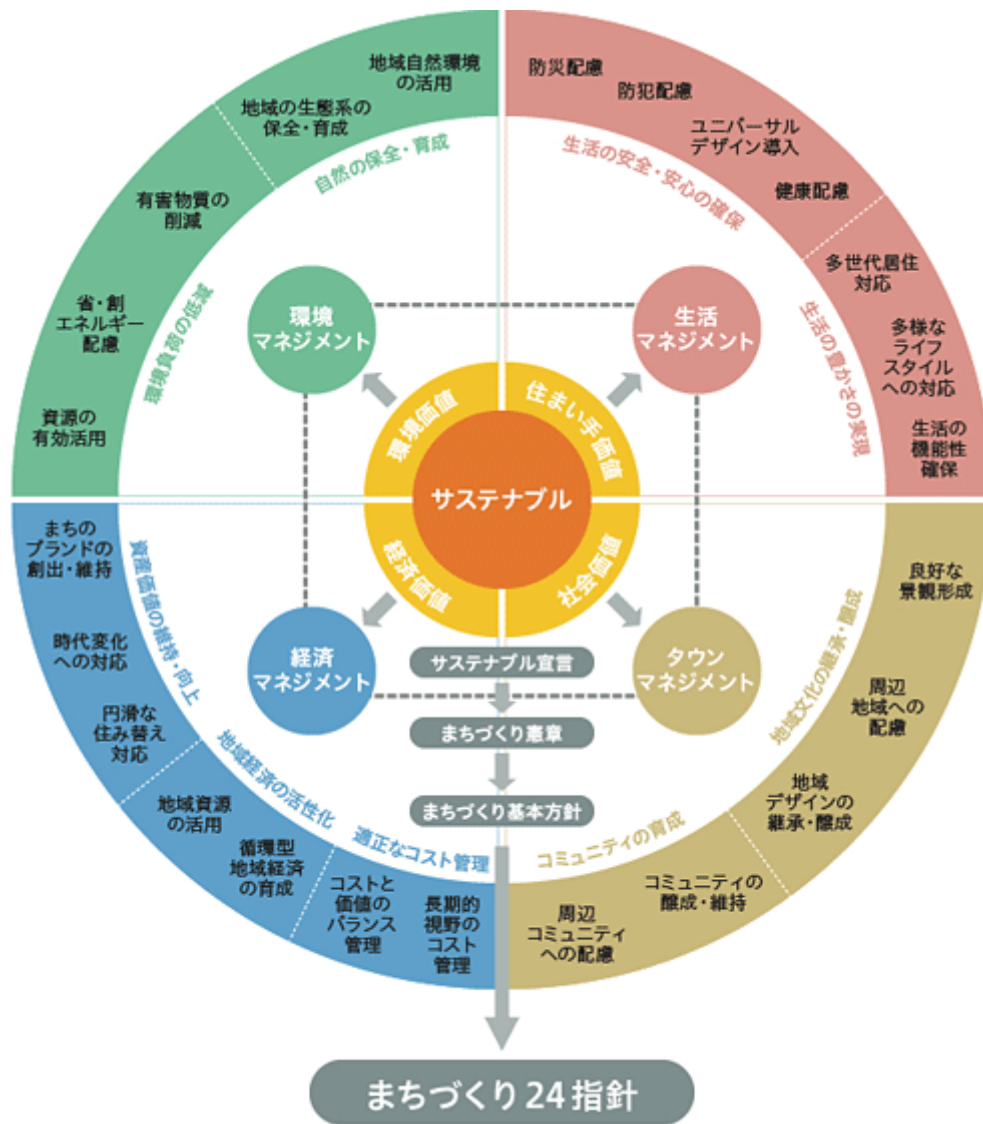 地域自然環境
の活用
地域の生態系の
保全・育成
有害物質の
削減
省・創
エネルギー
配慮
資源の
有効活用
自然の保全・育成
環境負荷の低減
防災配慮
防犯配慮
ユニバーサル
デザイン導入
健康配慮
多世代居住
対応
多様な
ライフ
スタイル
への対応
生活の
機能性
確保
生活の安全・安心の確保
生活の豊かさの実現
環境
マネジメント
生活
マネジメント
環境価値
住まい手価値
サステナブル
経済価値
社会価値
経済
マネジメント
タウン
マネジメント
サステナブル宣言
まちづくり憲章
まちづくり基本方針
まちの
ブランドの
創出・維持
時代変化
への対応
円滑な
住み替え
対応
地域資源
の活用
循環型
地域経済
の育成
コストと
価値の
バランス
管理
長期的
視野の
コスト
管理
資産価値の維持・向上
地域経済の活性化
適正なコスト管理
良好な
景観形成
周辺
地域への
配慮
地域
デザインの
継承・醸成
コミュニティの
醸成・維持
周辺
コミュニティ
への配慮
地域文化の継承・醸成
コミュニティの育成
まちづくり24指針